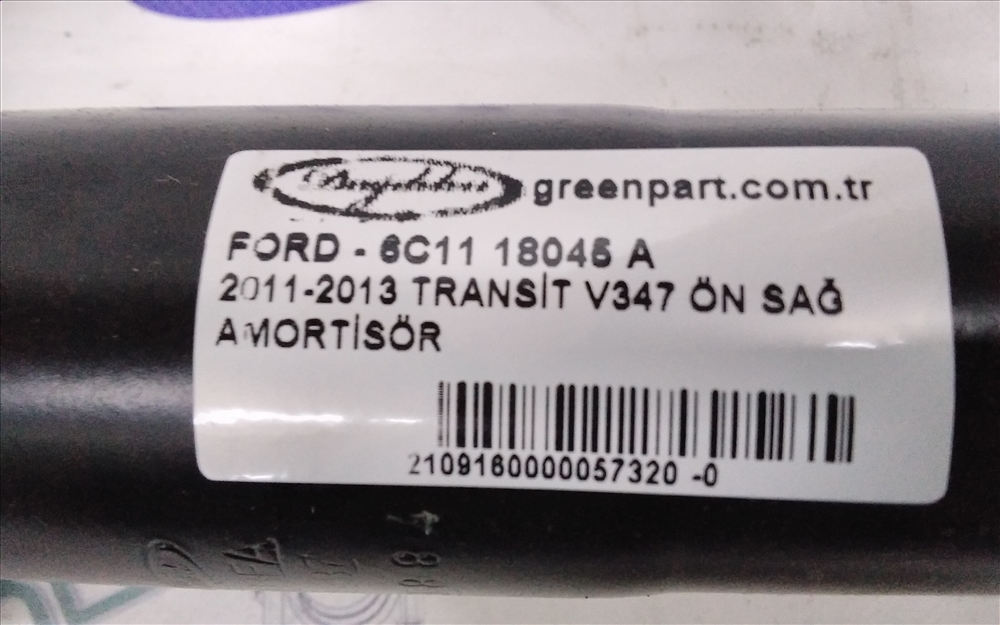 greenpart.com.tr
FORD - 6C11 18045 A
2011-2013 TRANSİT V347 ÖN SAĞ
AMORTİSÖR
2109160000057320 -0